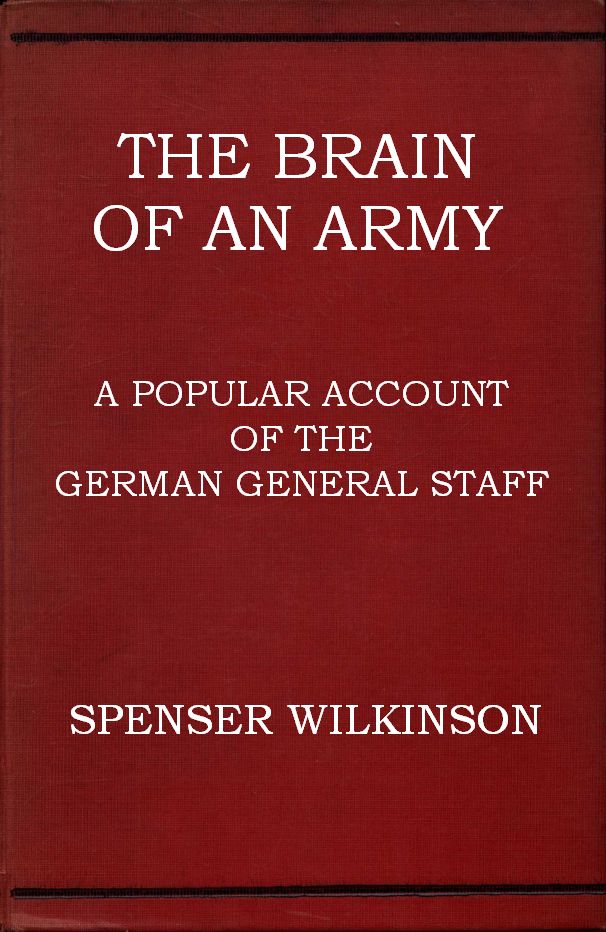 THE BRAIN
OF AN ARMY
A POPULAR ACCOUNT
OF THE
GERMAN GENERAL STAFF
SPENSER WILKINSON